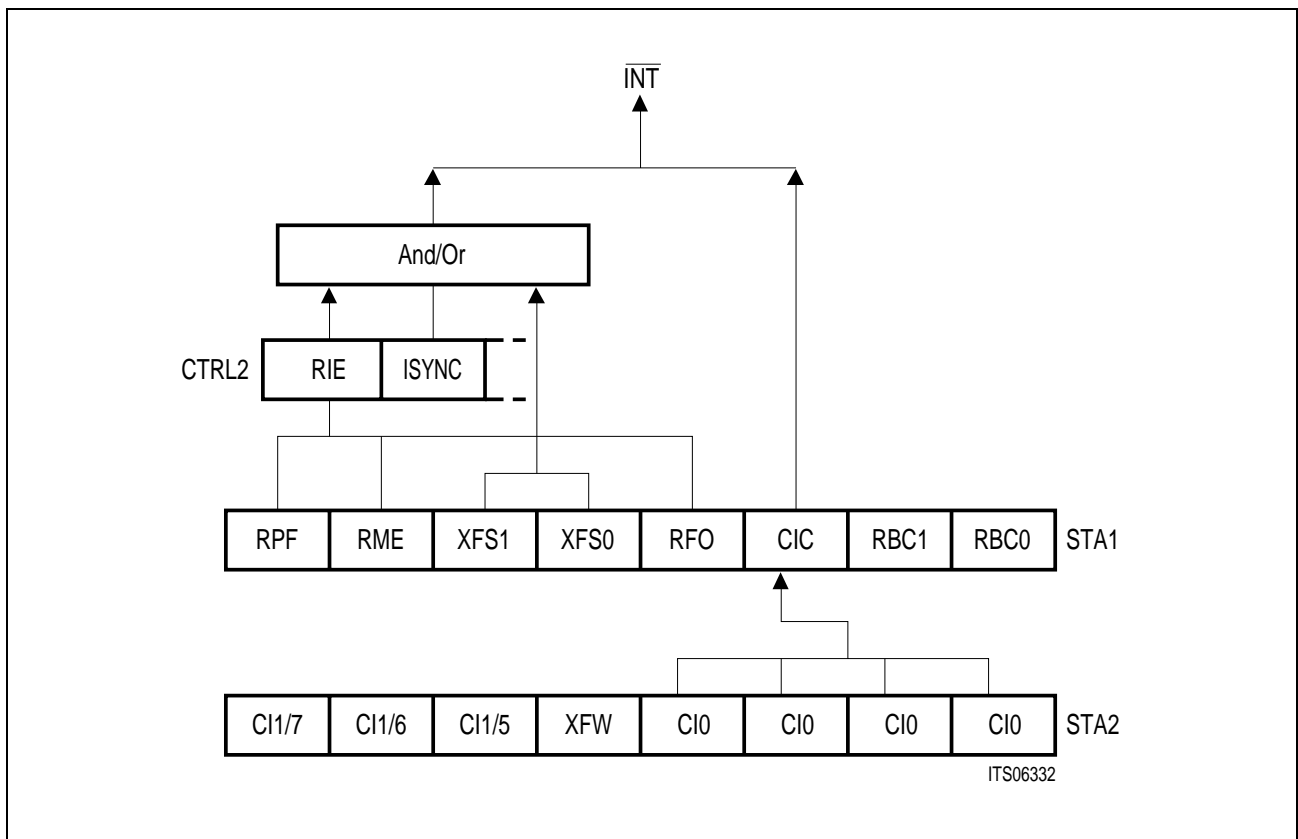 INT
And/Or
CTRL2 RIE ISYNC
RPF RME XFS1 XFS0 RFO CIC RBC1 RBC0 STA1
CI1/7 CI1/6 CI1/5 XFW CI0 CI0 CI0 CI0 STA2
ITS06332